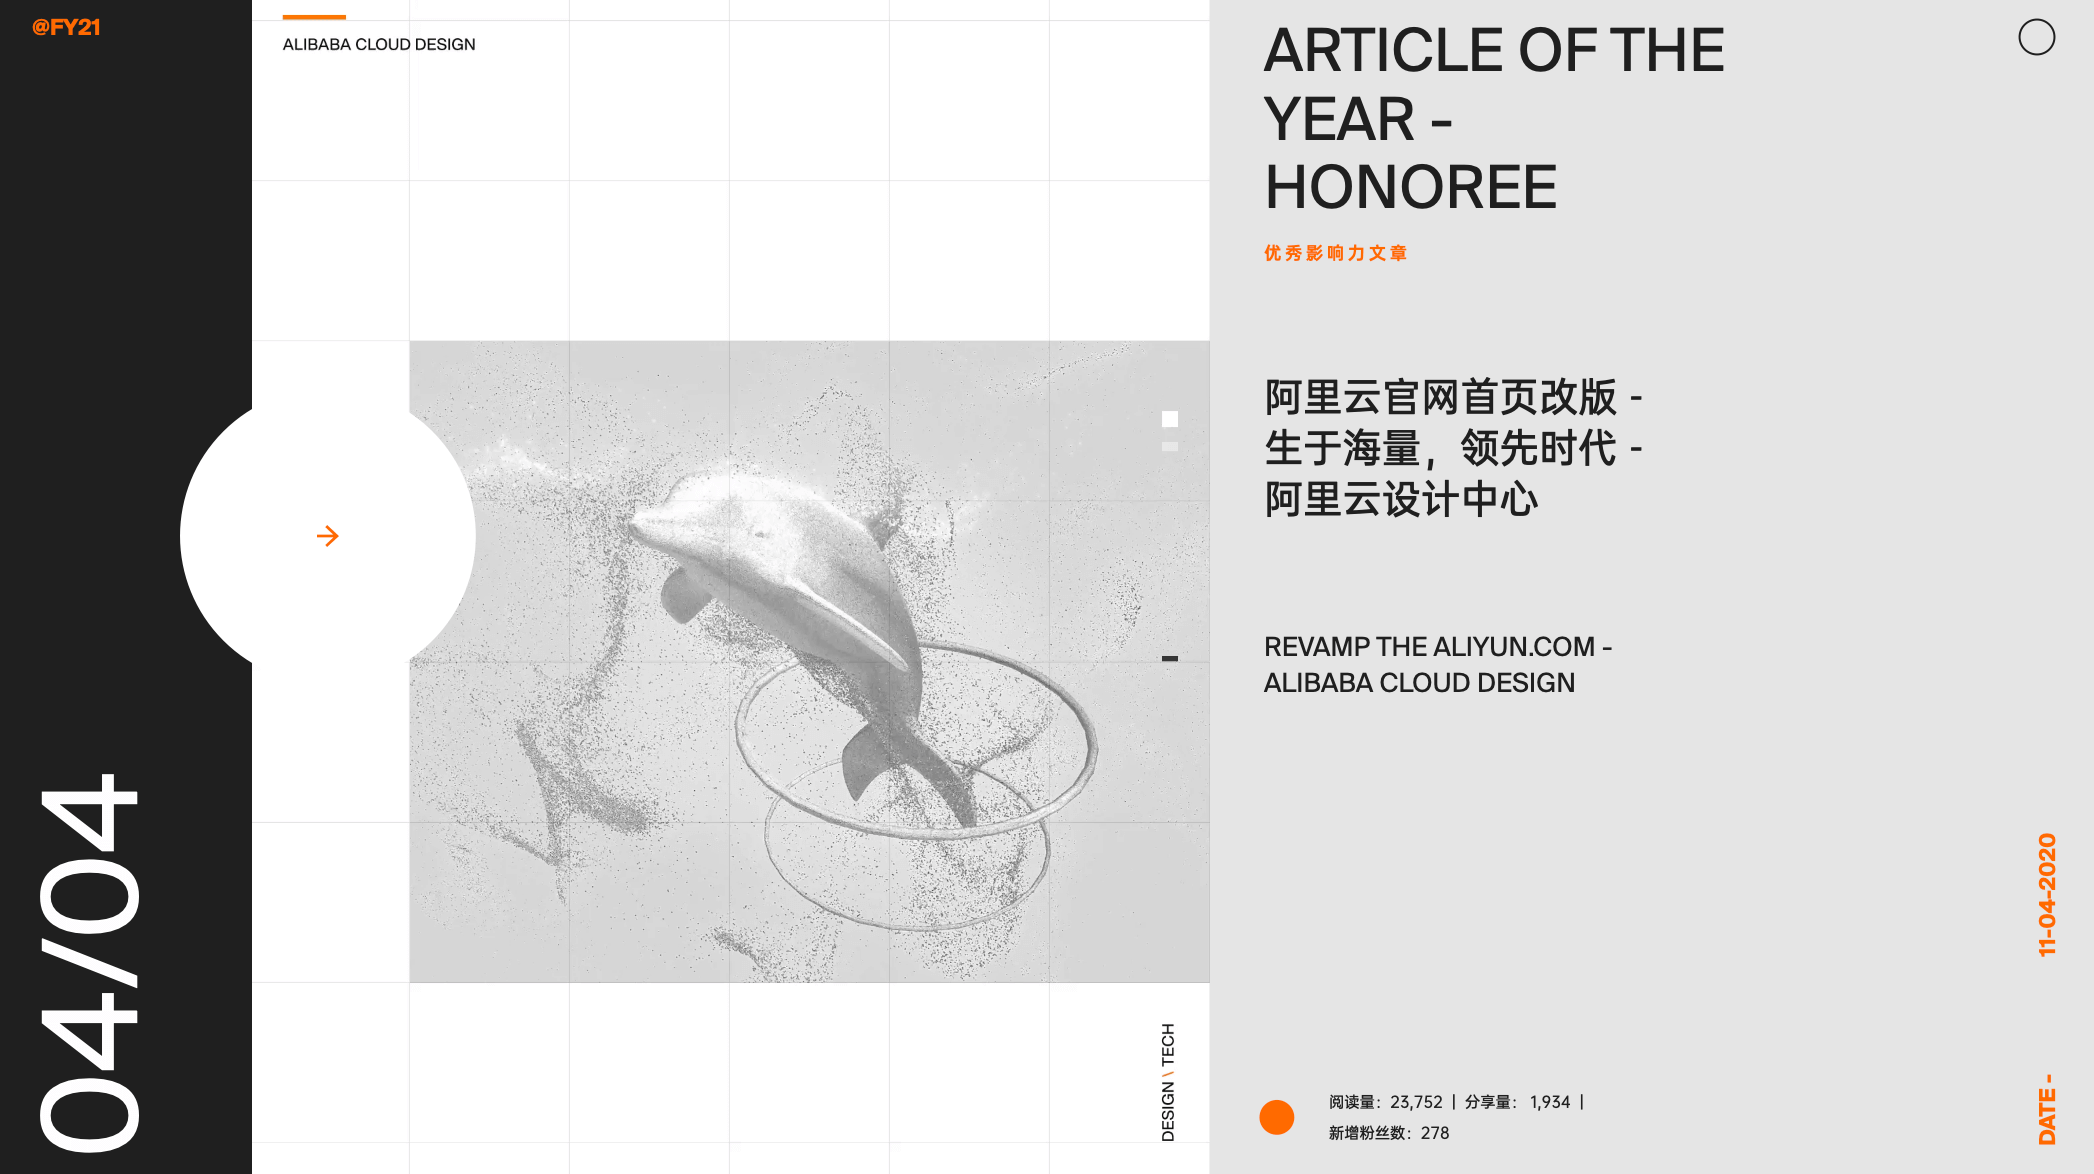 @FY21
04/04
ALIBABA CLOUD DESIGN
DESIGN \ TECH
ARTICLE OF THE
YEAR -
HONOREE
优秀影响力文章
阿里云官网首页改版 -
生于海量，领先时代 -
阿里云设计中心
REVAMP THE ALIYUN.COM -
ALIBABA CLOUD DESIGN
阅读量：23,752 | 分享量： 1,934 |
新增粉丝数：278
DATE -
11-04-2020